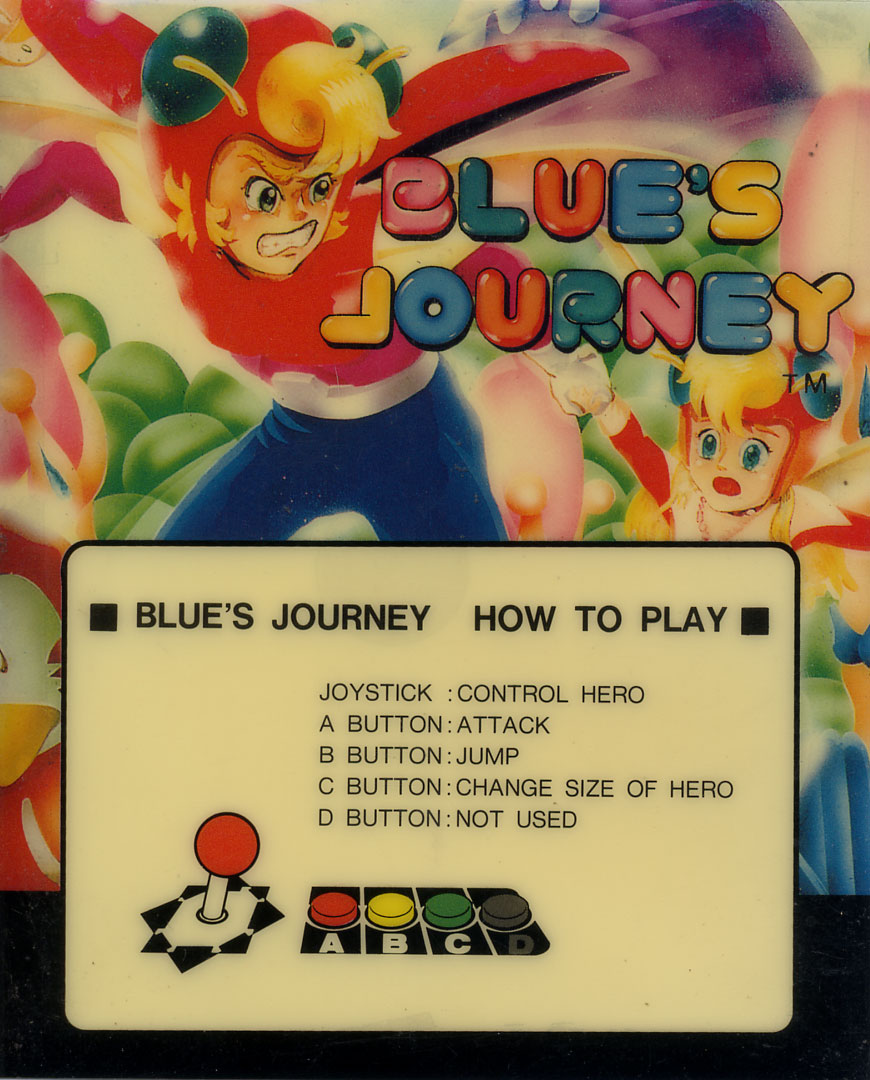 BLUE'S
JOURNEY
TM
■ BLUE'S JOURNEY HOW TO PLAY ■
JOYSTICK : CONTROL HERO
A BUTTON : ATTACK
B BUTTON : JUMP
C BUTTON : CHANGE SIZE OF HERO
D BUTTON : NOT USED
A B C D